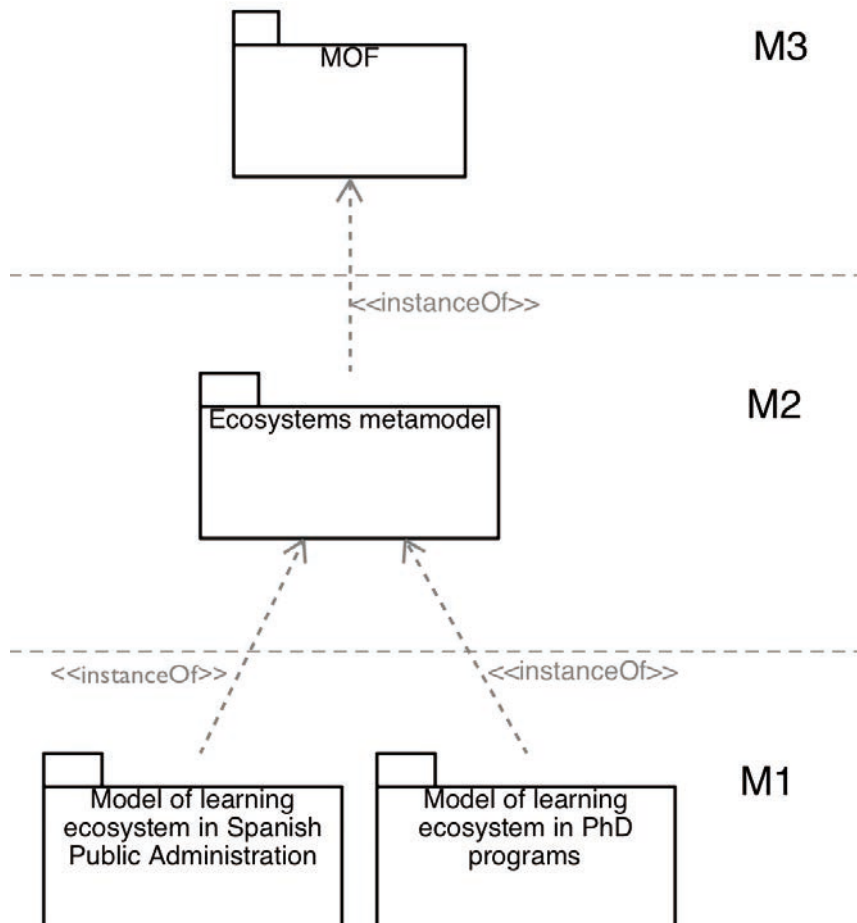 MOF
M3
<<instanceOf>>
Ecosystems metamodel
M2
<<instanceOf>>
<<instanceOf>>
Model of learning
ecosystem in Spanish
Public Administration
Model of learning
ecosystem in PhD
programs
M1